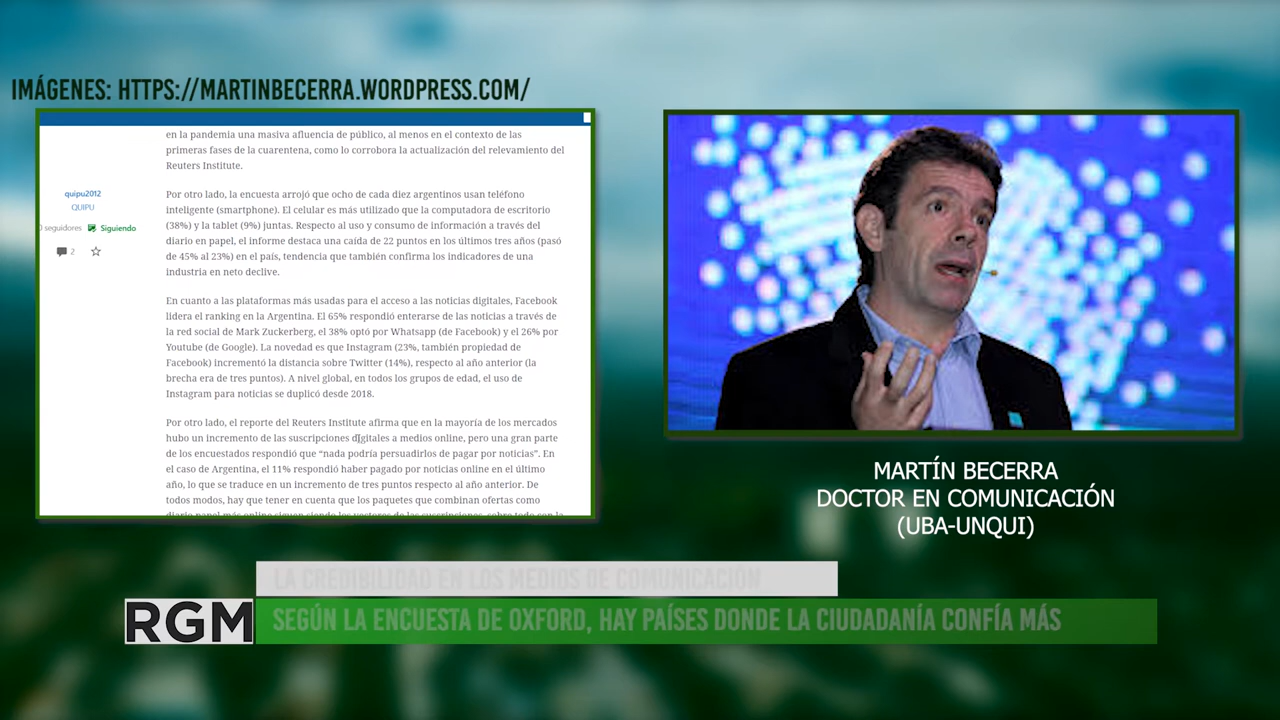 IMÁGENES: HTTPS://MARTINBECERRA.WORDPRESS.COM/
en la pandemia una masiva afluencia de público, al menos en el contexto de las
primeras fases de la cuarentena, como lo corrobora la actualización del relevamiento del
Reuters Institute.
quipu2012
QUIPU
seguidores Siguiendo
2
Por otro lado, la encuesta arrojó que ocho de cada diez argentinos usan teléfono
inteligente (smartphone). El celular es más utilizado que la computadora de escritorio
(38%) y la tablet (9%) juntas. Respecto al uso y consumo de información a través del
diario en papel, el informe destaca una caída de 22 puntos en los últimos tres años (pasó
de 45% al 23%) en el país, tendencia que también confirma los indicadores de una
industria en neto declive.
En cuanto a las plataformas más usadas para el acceso a las noticias digitales, Facebook
lidera el ranking en la Argentina. El 65% respondió enterarse de las noticias a través de
la red social de Mark Zuckerberg, el 38% optó por Whatsapp (de Facebook) y el 26% por
Youtube (de Google). La novedad es que Instagram (23%, también propiedad de
Facebook) incrementó la distancia sobre Twitter (14%), respecto al año anterior (la
brecha era de tres puntos). A nivel global, en todos los grupos de edad, el uso de
Instagram para noticias se duplicó desde 2018.
Por otro lado, el reporte del Reuters Institute afirma que en la mayoría de los mercados
hubo un incremento de las suscripciones digitales a medios online, pero una gran parte
de los encuestados respondió que “nada podría persuadirlos de pagar por noticias”. En
el caso de Argentina, el 11% respondió haber pagado por noticias online en el último
año, lo que se traduce en un incremento de tres puntos respecto al año anterior. De
todos modos, hay que tener en cuenta que los paquetes que combinan ofertas como
diario papel más online siguen siendo los vectores de las suscripciones, sobre todo con la
MARTÍN BECERRA
DOCTOR EN COMUNICACIÓN
(UBA-UNQUI)
LA CREDIBILIDAD EN LOS MEDIOS DE COMUNICACIÓN
RGM
SEGÚN LA ENCUESTA DE OXFORD, HAY PAÍSES DONDE LA CIUDADANÍA CONFÍA MÁS